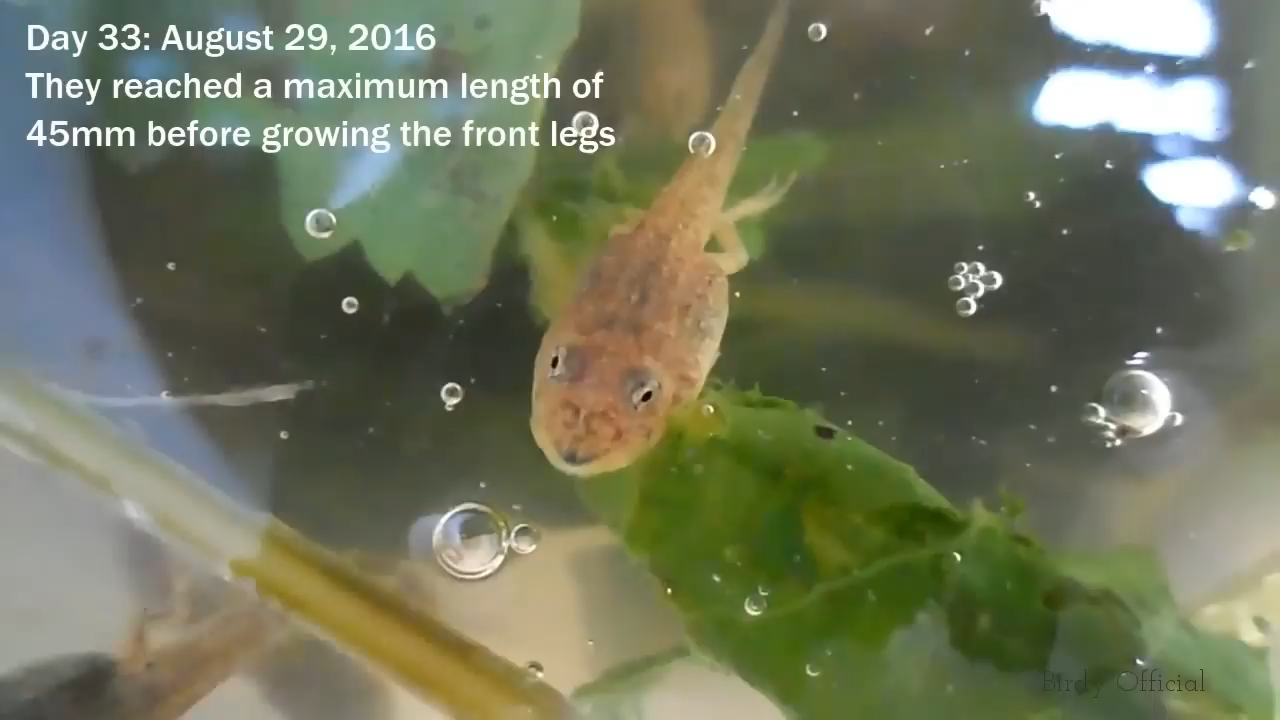 Day 33: August 29, 2016
They reached a maximum length of
45mm before growing the front legs
Birdy Official